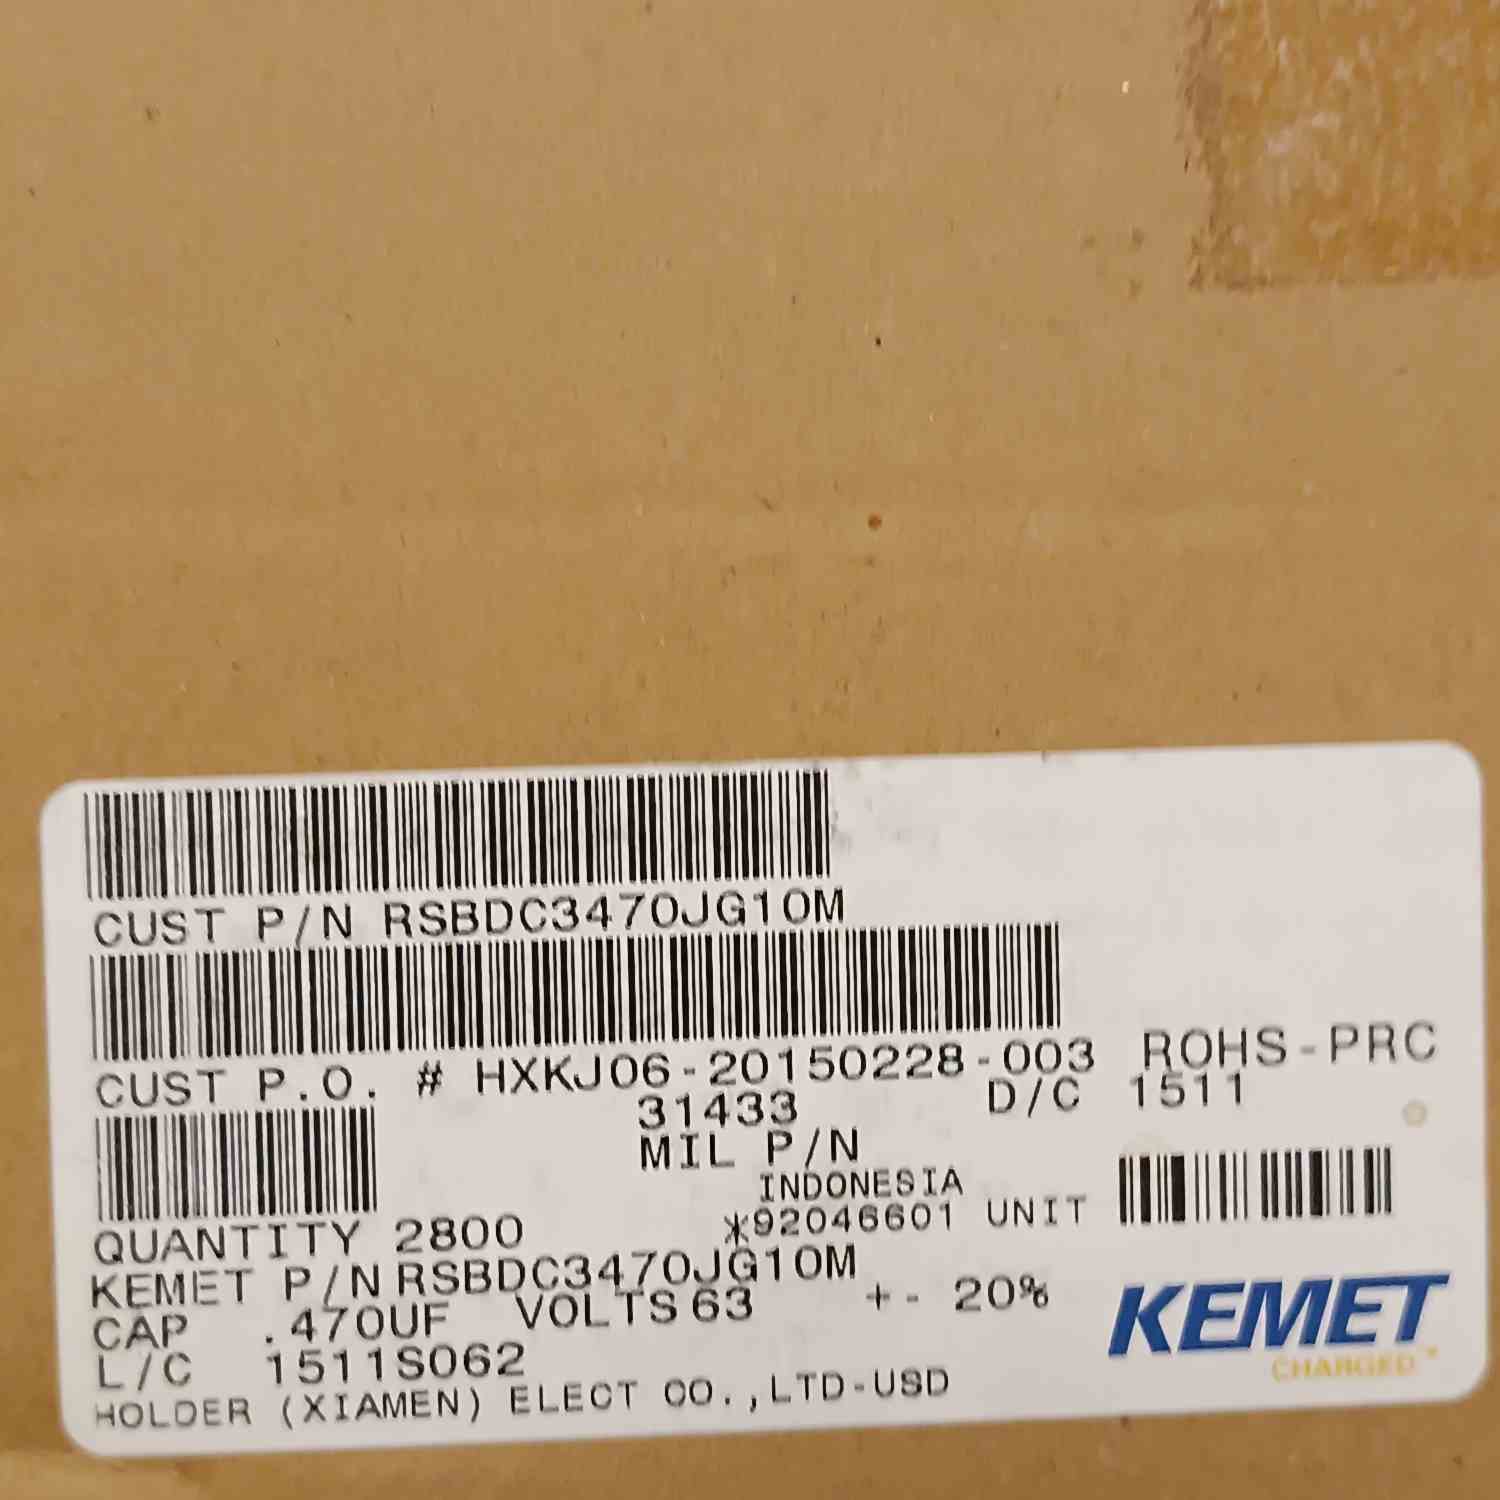 CUST P/N RSBDC3470JG10M
CUST P.O. # HXKJ06-20150228-003 ROHS-PRC
31433 D/C 1511
MIL P/N
INDONESIA
QUANTITY 2800 *92046601 UNIT
KEMET P/N RSBDC3470JG10M
CAP .470UF VOLTS 63 +- 20%
L/C 1511S062
HOLDER (XIAMEN) ELECT CO.,LTD-USD
KEMET
CHARGED.